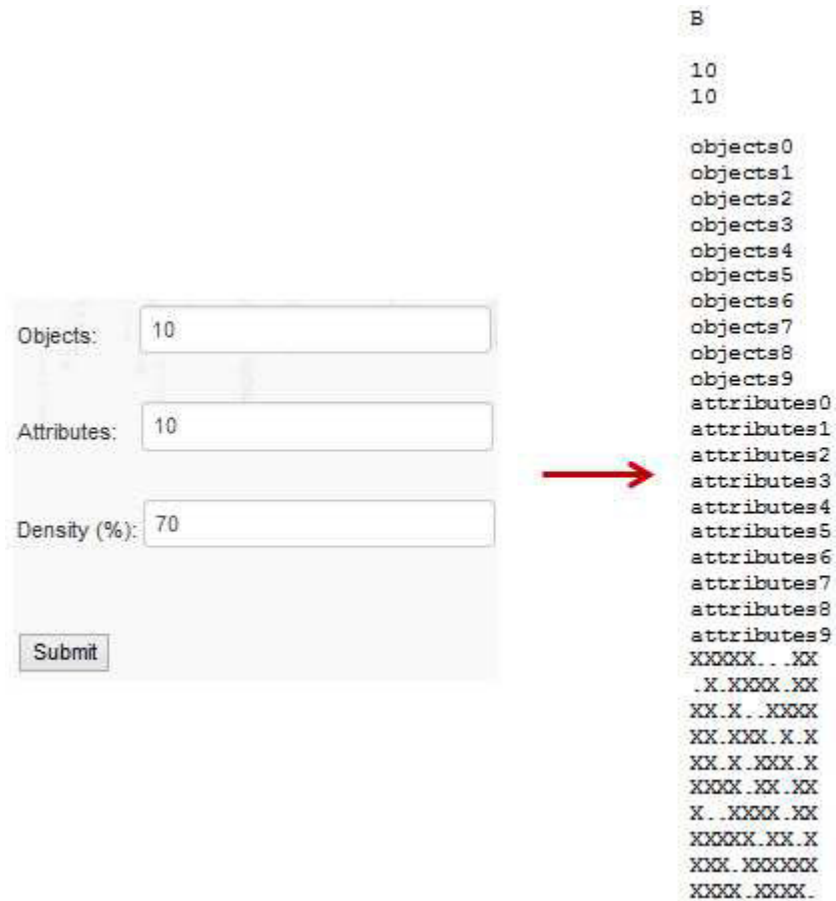 Objects: 10
Attributes: 10
Density (%): 70
Submit
B
10
10
objects0
objects1
objects2
objects3
objects4
objects5
objects6
objects7
objects8
objects9
attributes0
attributes1
attributes2
attributes3
attributes4
attributes5
attributes6
attributes7
attributes8
attributes9
XXXXX...XX
.X.XXXX.XX
XX.X..XXXX
XX.XXX.X.X
XX.X.XXX.X
XXXX.XX.XX
X..XXXX.XX
XXXXX.XX.X
XXX.XXXXXX
XXXX.XXXX.